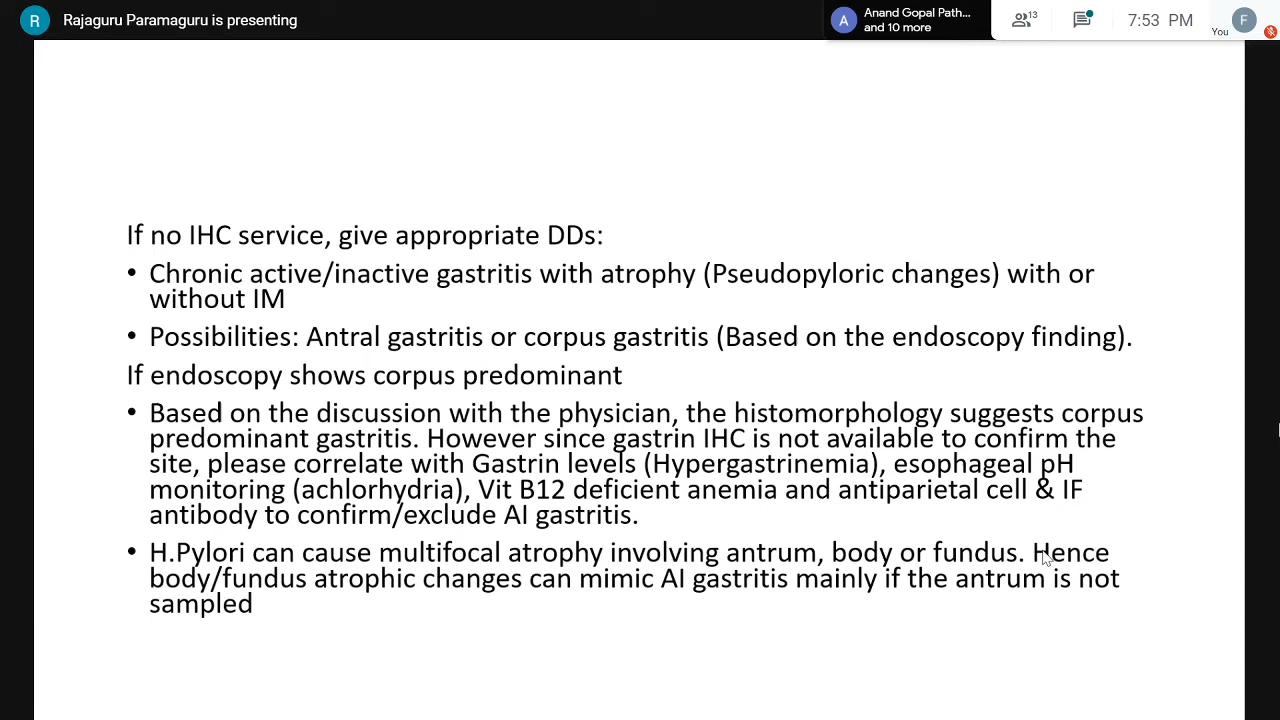 R
Rajaguru Paramaguru is presenting
A
Anand Gopal Path...
and 10 more
13
7:53 PM
You
F
If no IHC service, give appropriate DDs:
• Chronic active/inactive gastritis with atrophy (Pseudopyloric changes) with or
without IM
• Possibilities: Antral gastritis or corpus gastritis (Based on the endoscopy finding).
If endoscopy shows corpus predominant
• Based on the discussion with the physician, the histomorphology suggests corpus
predominant gastritis. However since gastrin IHC is not available to confirm the
site, please correlate with Gastrin levels (Hypergastrinemia), esophageal pH
monitoring (achlorhydria), Vit B12 deficient anemia and antiparietal cell & IF
antibody to confirm/exclude AI gastritis.
• H.Pylori can cause multifocal atrophy involving antrum, body or fundus. Hence
body/fundus atrophic changes can mimic AI gastritis mainly if the antrum is not
sampled